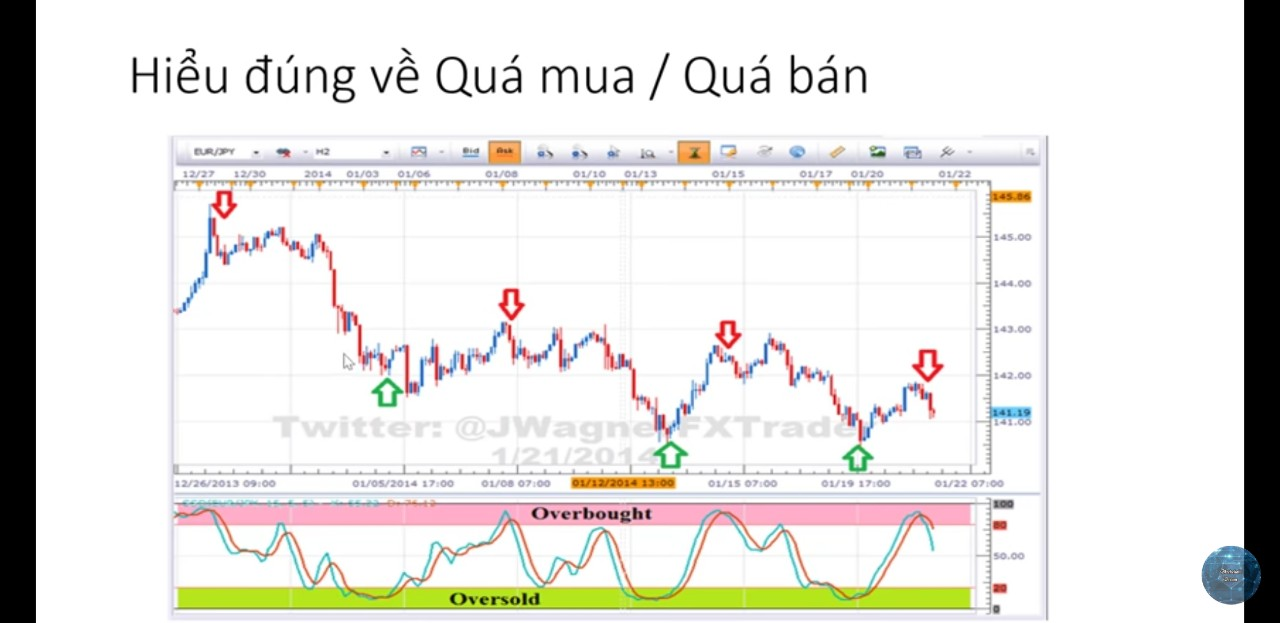 Hiểu đúng về Quá mua / Quá bán
EUR/JPY H2 Bid Ask
12/27 12/30 2014 01/03 01/06 01/08 01/10 01/13 01/15 01/17 01/20 01/22
145.86
145.00
144.00
143.00
142.00
141.19
141.00
Twitter: @JWagnerFXTrade
1/21/2014
12/26/2013 09:00 01/05/2014 17:00 01/08 07:00 01/12/2014 13:00 01/15 07:00 01/19 17:00 01/22 07:00
100
Overbought
80
50.00
20
Oversold
0